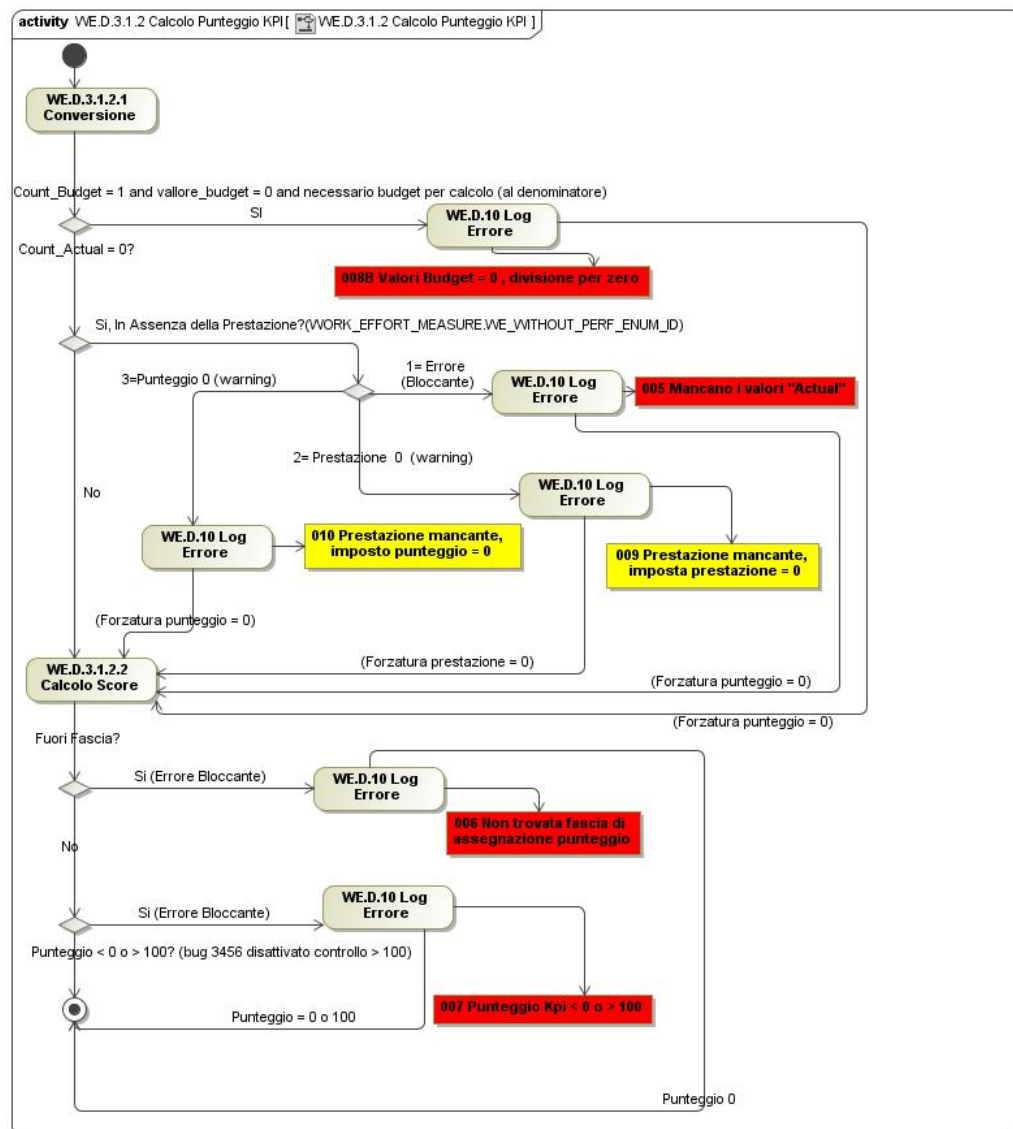 activity WE.D.3.1.2 Calcolo Punteggio KPI [ WE.D.3.1.2 Calcolo Punteggio KPI ]
WE.D.3.1.2.1
Conversione
Count_Budget = 1 and vallore_budget = 0 and necessario budget per calcolo (al denominatore)
SI
WE.D.10 Log
Errore
Count_Actual = 0?
008B Valori Budget = 0 , divisione per zero
Si, In Assenza della Prestazione?(WORK_EFFORT_MEASURE.WE_WITHOUT_PERF_ENUM_ID)
3=Punteggio 0 (warning)
1= Errore
(Bloccante)
WE.D.10 Log
Errore
005 Mancano i valori "Actual"
2= Prestazione 0 (warning)
WE.D.10 Log
Errore
No
WE.D.10 Log
Errore
010 Prestazione mancante,
imposto punteggio = 0
009 Prestazione mancante,
imposta prestazione = 0
(Forzatura punteggio = 0)
WE.D.3.1.2.2
Calcolo Score
(Forzatura prestazione = 0)
(Forzatura punteggio = 0)
(Forzatura punteggio = 0)
Fuori Fascia?
Si (Errore Bloccante)
WE.D.10 Log
Errore
006 Non trovata fascia di
assegnazione punteggio
No
Si (Errore Bloccante)
WE.D.10 Log
Errore
Punteggio < 0 o > 100? (bug 3456 disattivato controllo > 100)
007 Punteggio Kpi < 0 o > 100
Punteggio = 0 o 100
Punteggio 0